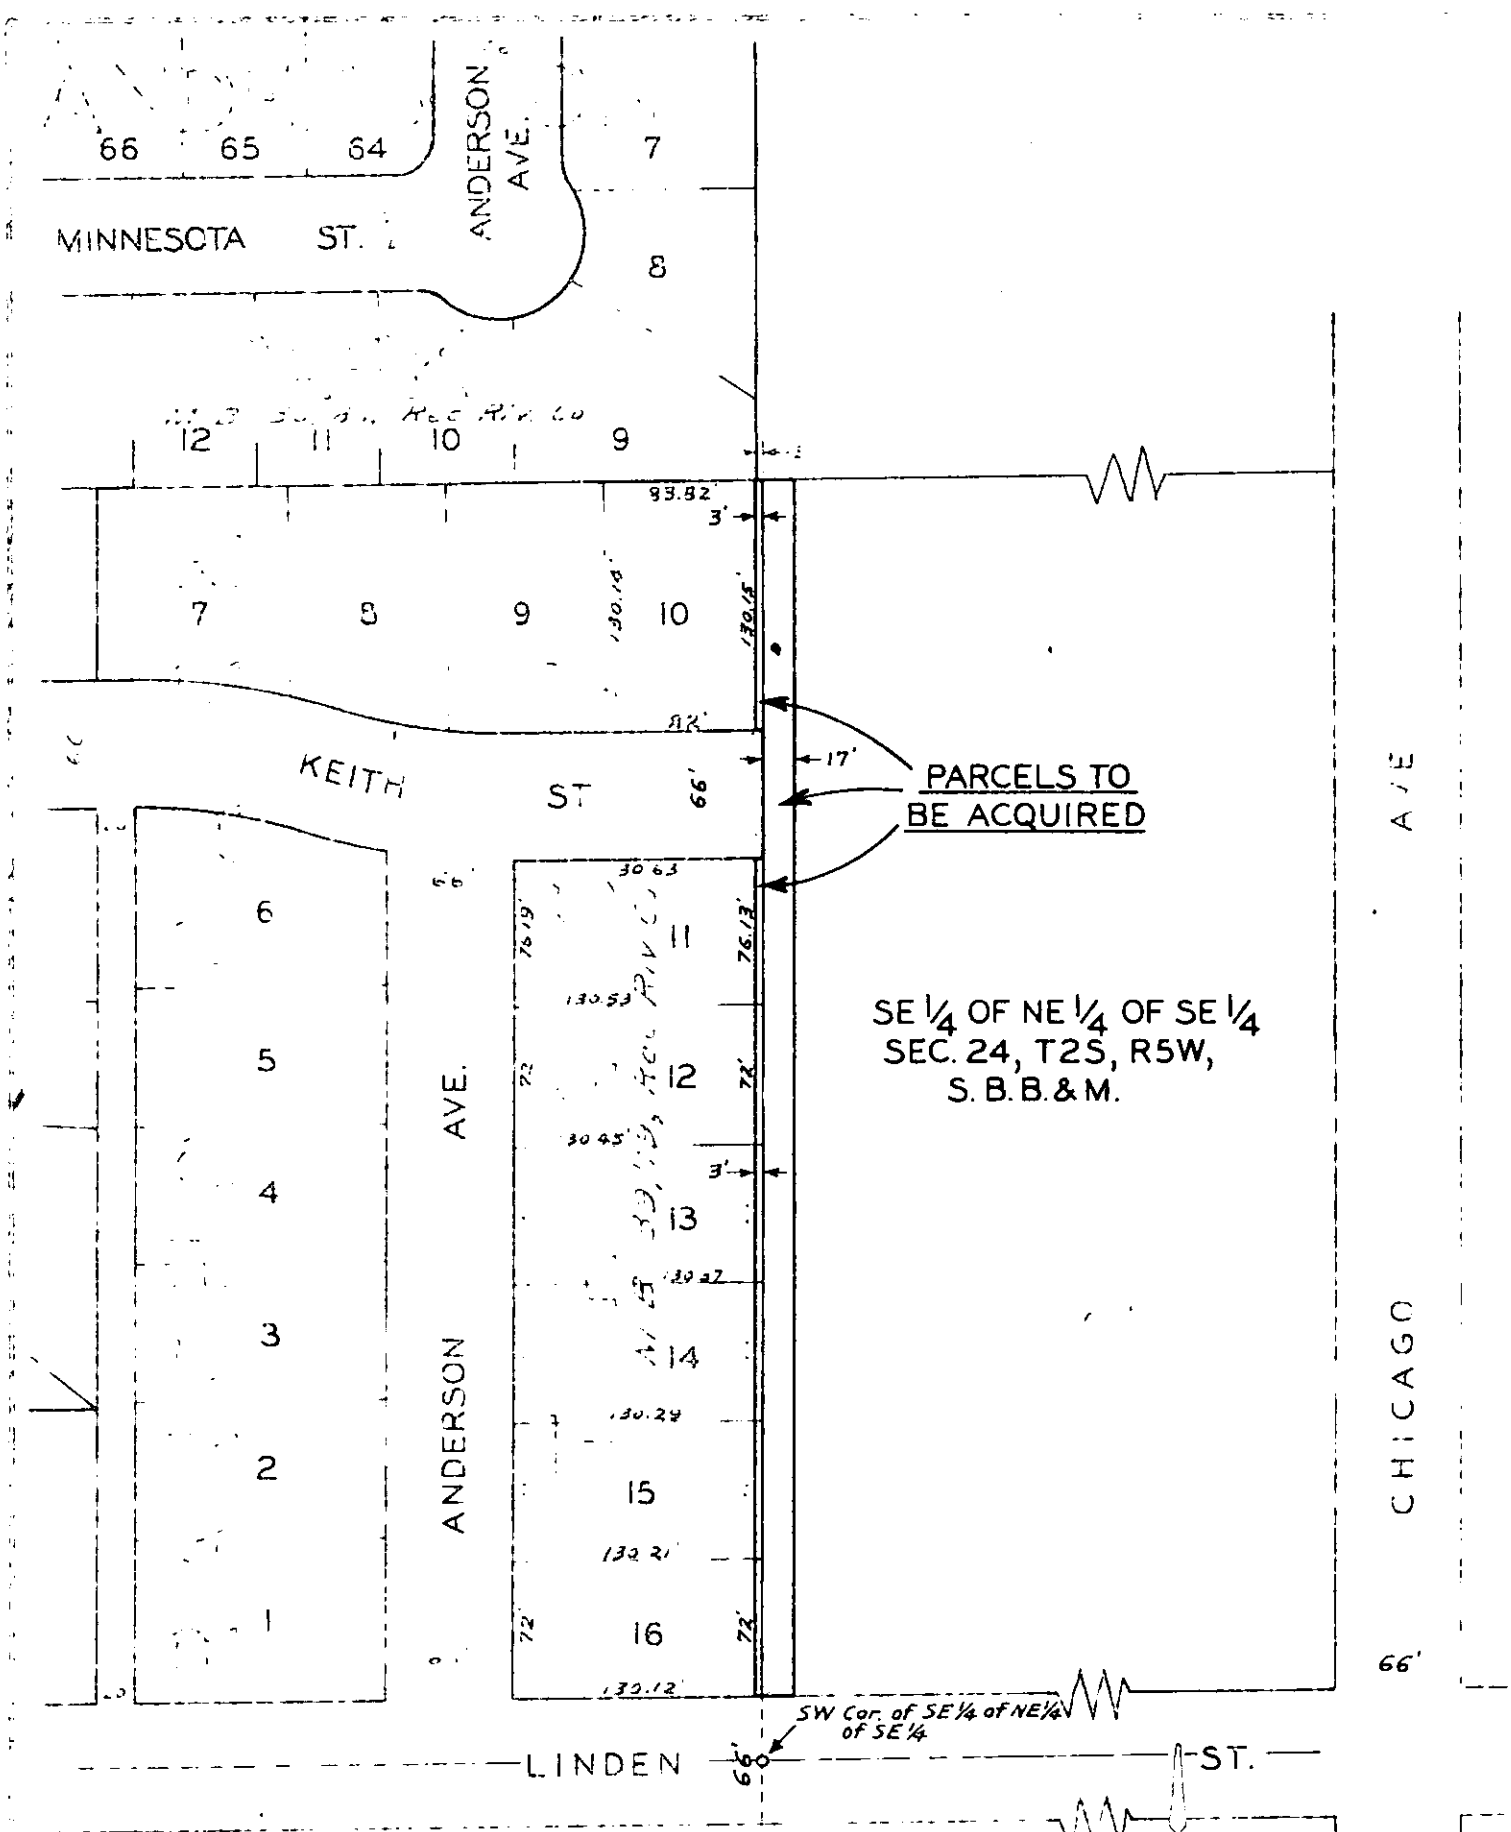 66
65
64
ANDERSON
AVE.
7
MINNESOTA ST.
8
12
11
10
9
93.82'
3'
7
8
9
130.14'
10
130.15'
82'
KEITH ST
66'
17'
PARCELS TO
BE ACQUIRED
AVE
30 63
6
76.19'
11
76.13'
130.53
SE 1/4 OF NE 1/4 OF SE 1/4
SEC. 24, T2S, R5W,
S. B. B. & M.
5
AVE.
72
12
72'
30 45'
3'
4
13
3
14
ANDERSON
CHICAGO
130.29
2
15
130.21
1
72'
16
72'
66'
130.12'
SW Cor. of SE 1/4 of NE 1/4
of SE 1/4
LINDEN
66'
ST.